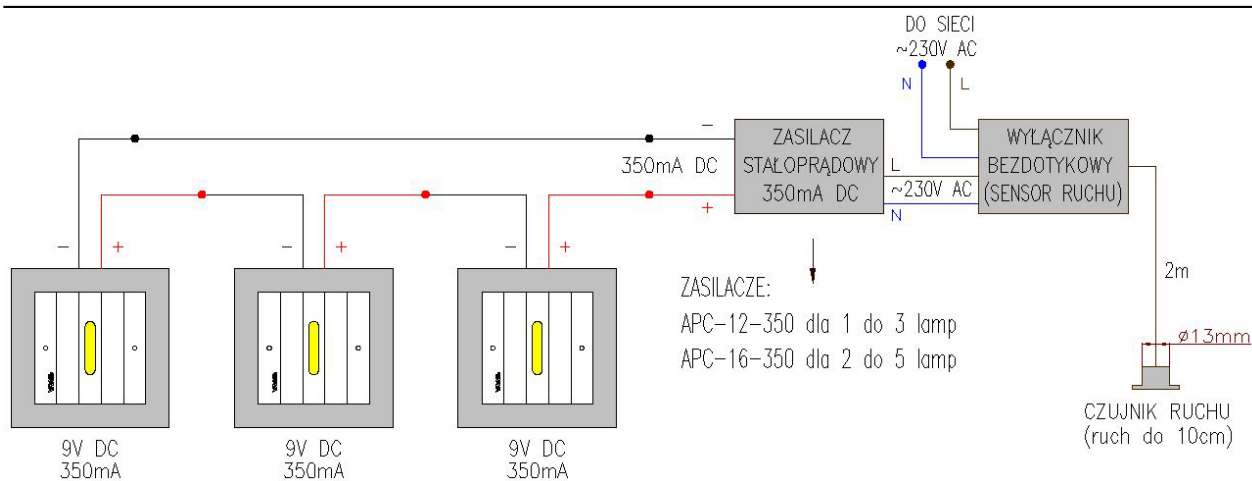 DO SIECI
~230V AC
N
L
–
350mA DC
+
ZASILACZ
STAŁOPRĄDOWY
350mA DC
L
~230V AC
N
WYŁĄCZNIK
BEZDOTYKOWY
(SENSOR RUCHU)
– +
– +
– +
2m
ZASILACZE:
APC-12-350 dla 1 do 3 lamp
APC-16-350 dla 2 do 5 lamp
ø13mm
CZUJNIK RUCHU
(ruch do 10cm)
9V DC
350mA
9V DC
350mA
9V DC
350mA